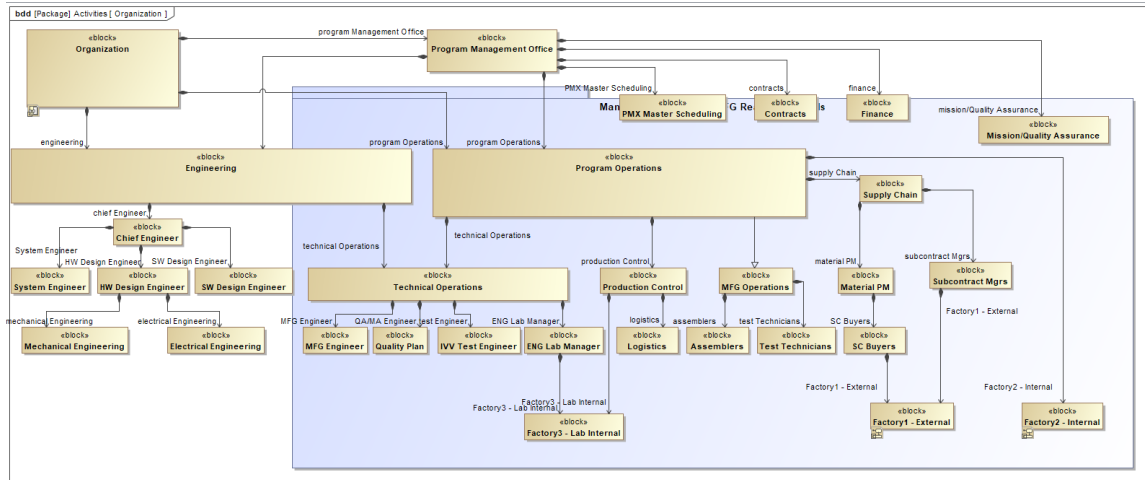 bdd [Package] Activities [ Organization ]
«block»
Organization
program Management Office
«block»
Program Management Office
PMX Master Scheduling
contracts
finance
mission/Quality Assurance
«block»
PMX Master Scheduling
«block»
Contracts
«block»
Finance
«block»
Mission/Quality Assurance
engineering
program Operations
program Operations
«block»
Engineering
«block»
Program Operations
supply Chain
«block»
Supply Chain
chief Engineer
«block»
Chief Engineer
technical Operations
technical Operations
System Engineer
HW Design Engineer
SW Design Engineer
production Control
material PM
subcontract Mgrs
«block»
System Engineer
«block»
HW Design Engineer
«block»
SW Design Engineer
«block»
Technical Operations
«block»
Production Control
«block»
MFG Operations
«block»
Material PM
«block»
Subcontract Mgrs
Factory1 - External
mechanical Engineering
electrical Engineering
MFG Engineer
QA/MA Engineer
test Engineer
ENG Lab Manager
logistics
assemblers
test Technicians
SC Buyers
«block»
Mechanical Engineering
«block»
Electrical Engineering
«block»
MFG Engineer
«block»
Quality Plan
«block»
IVV Test Engineer
«block»
ENG Lab Manager
«block»
Logistics
«block»
Assemblers
«block»
Test Technicians
«block»
SC Buyers
Factory1 - External
Factory2 - Internal
Factory3 - Lab Internal
Factory3 - Lab Internal
«block»
Factory3 - Lab Internal
«block»
Factory1 - External
«block»
Factory2 - Internal